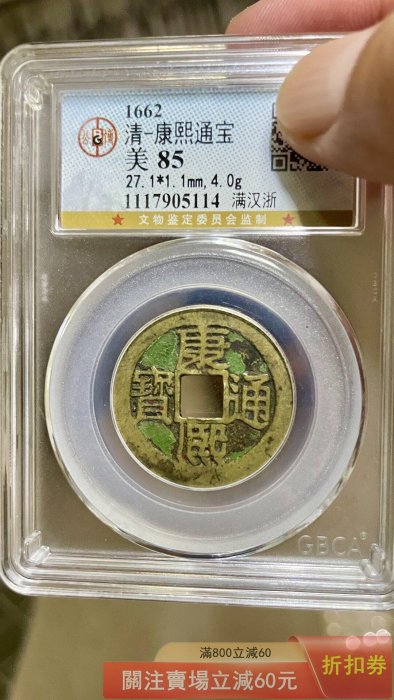 1662
清-康熙通宝
美 85
27.1*1.1mm,4.0g
1117905114 满汉浙
★ 文物鉴定委员会监制 ★
康熙通寶
GBCA
滿800立減60
關注賣場立減60元
折扣券